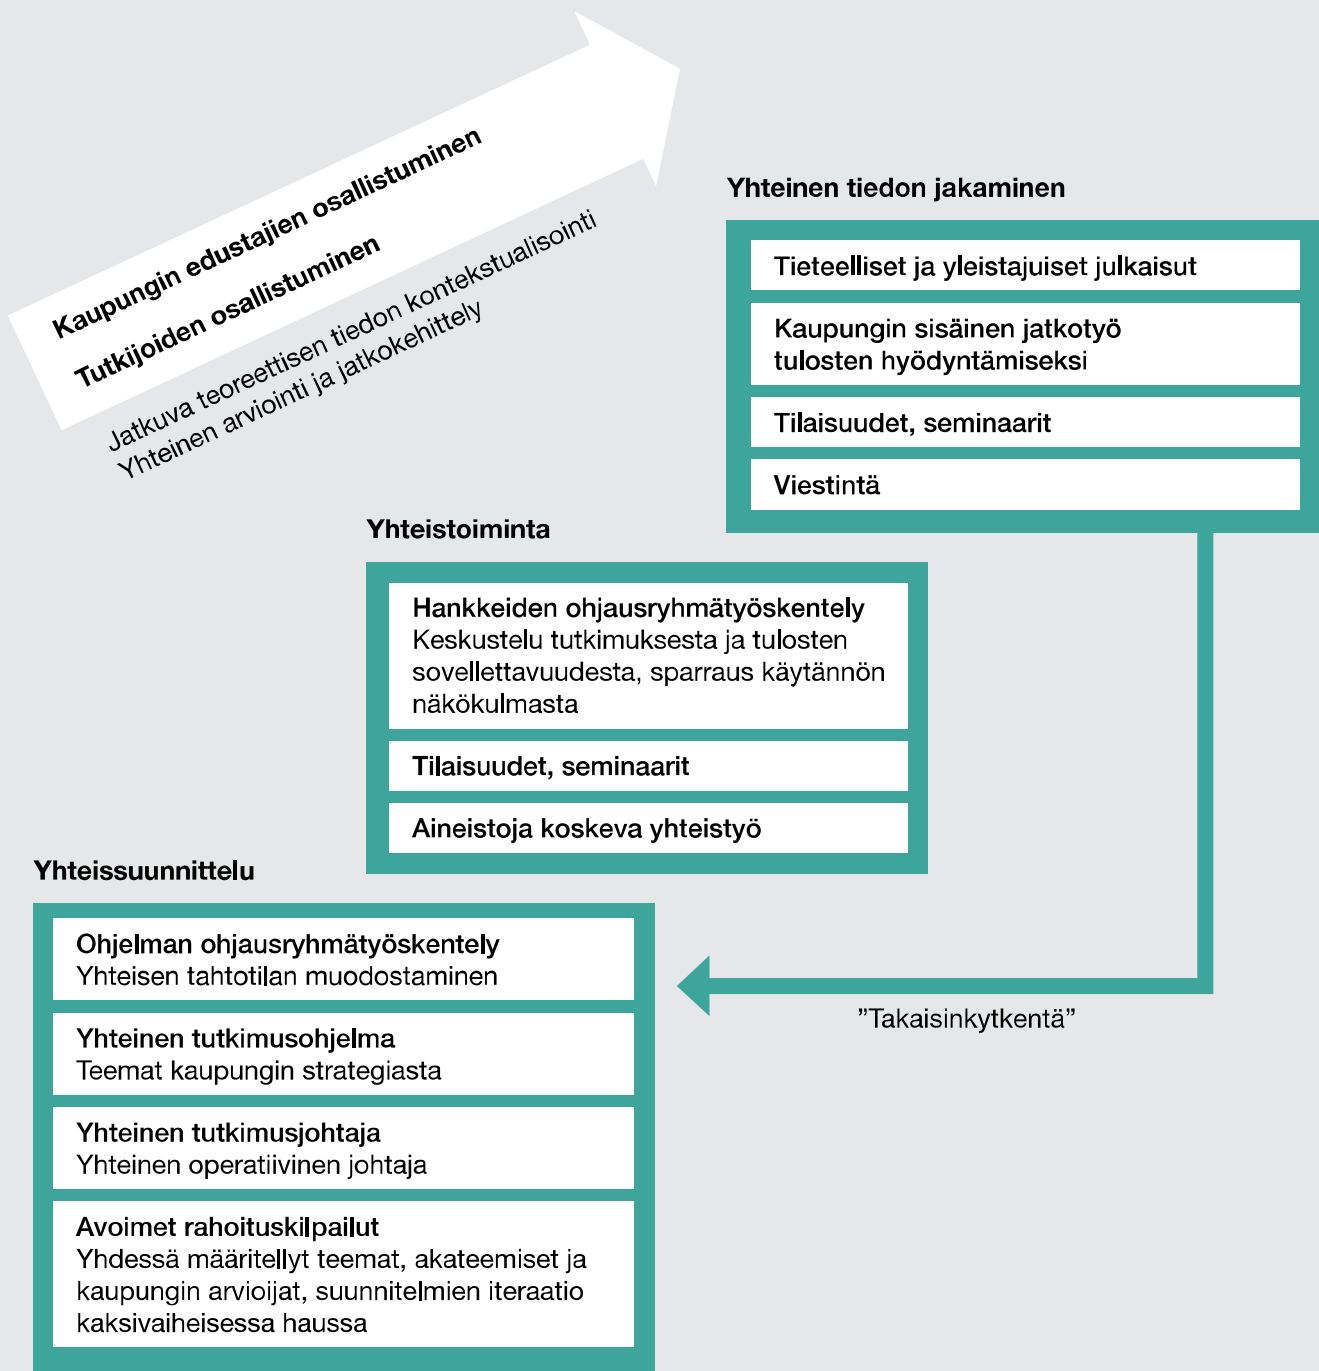 Kaupungin edustajien osallistuminen
Tutkijoiden osallistuminen
Jatkuva teoreettisen tiedon kontekstualisointi
Yhteinen arviointi ja jatkokehittely
Yhteinen tiedon jakaminen
Tieteelliset ja yleistajuiset julkaisut
Kaupungin sisäinen jatkotyö
tulosten hyödyntämiseksi
Tilaisuudet, seminaarit
Viestintä
Yhteistoiminta
Hankkeiden ohjausryhmätyöskentely
Keskustelu tutkimuksesta ja tulosten
sovellettavuudesta, sparraus käytännön
näkökulmasta
Tilaisuudet, seminaarit
Aineistoja koskeva yhteistyö
Yhteissuunnittelu
Ohjelman ohjausryhmätyöskentely
Yhteisen tahtotilan muodostaminen
Yhteinen tutkimusohjelma
Teemat kaupungin strategiasta
Yhteinen tutkimusjohtaja
Yhteinen operatiivinen johtaja
Avoimet rahoituskilpailut
Yhdessä määritellyt teemat, akateemiset ja
kaupungin arvioijat, suunnitelmien iteraatio
kaksivaiheisessa haussa
”Takaisinkytkentä”